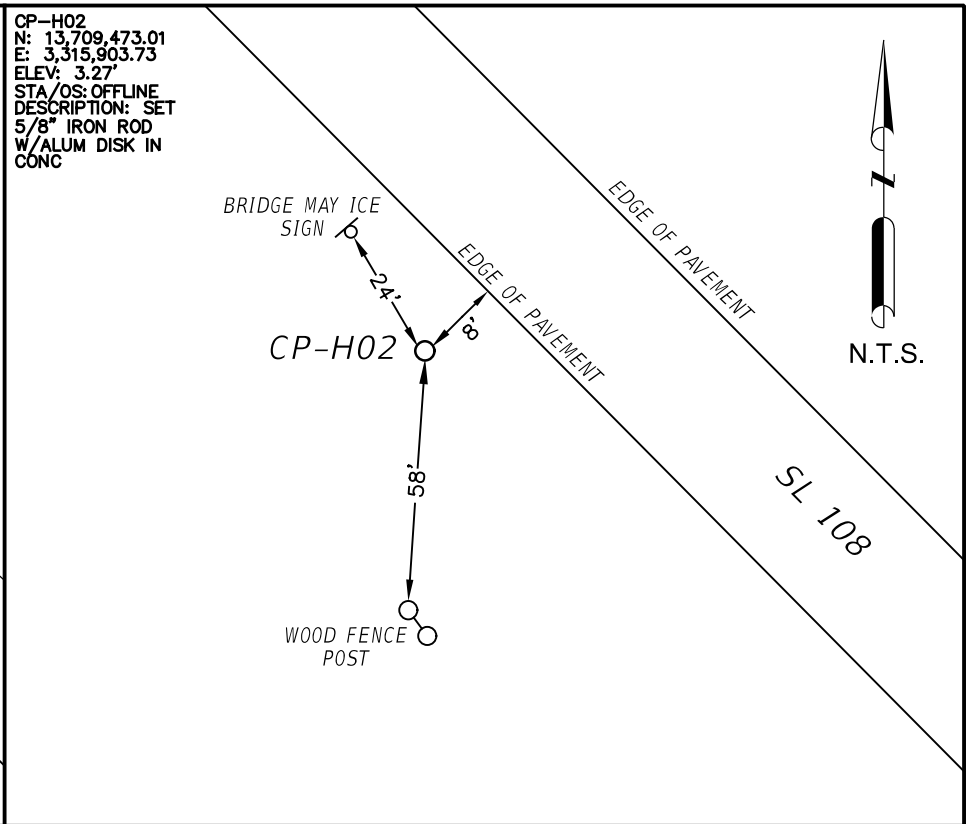 CP-H02
N: 13,709,473.01
E: 3,315,903.73
ELEV: 3.27'
STA/OS: OFFLINE
DESCRIPTION: SET
5/8" IRON ROD
W/ALUM DISK IN
CONC
BRIDGE MAY ICE
SIGN
24'
EDGE OF PAVEMENT
EDGE OF PAVEMENT
8'
CP-H02
58'
WOOD FENCE
POST
SL 108
N
N.T.S.